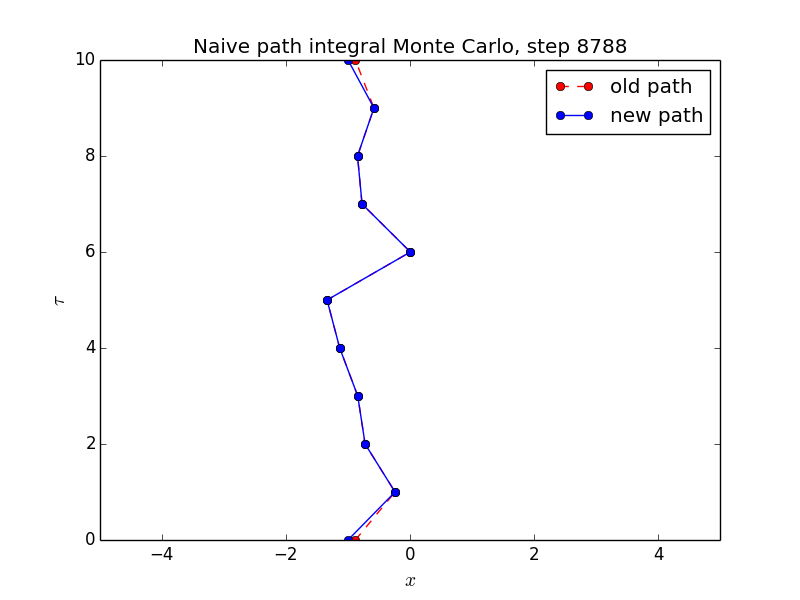 Naive path integral Monte Carlo, step 8788
10
old path
new path
8
6
τ
4
2
0
−4 −2 0 2 4
x